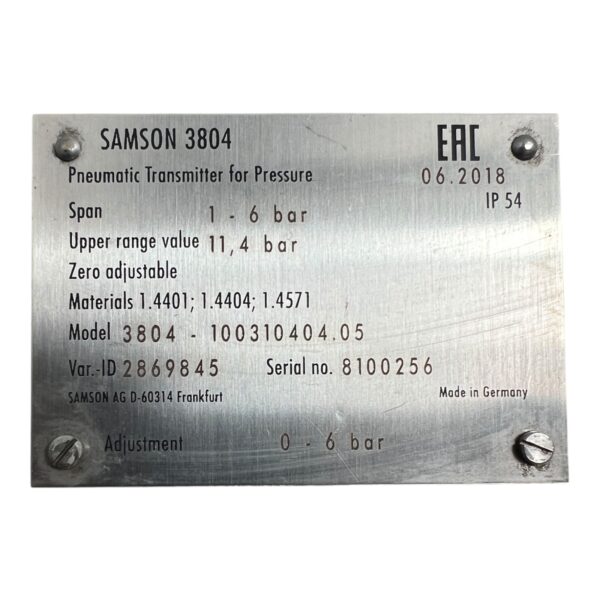 SAMSON 3804 EAC
Pneumatic Transmitter for Pressure 06.2018
IP 54
Span 1 - 6 bar
Upper range value 11,4 bar
Zero adjustable
Materials 1.4401; 1.4404; 1.4571
Model 3804 - 100310404.05
Var.-ID 2869845 Serial no. 8100256
SAMSON AG D-60314 Frankfurt Made in Germany
Adjustment 0 - 6 bar